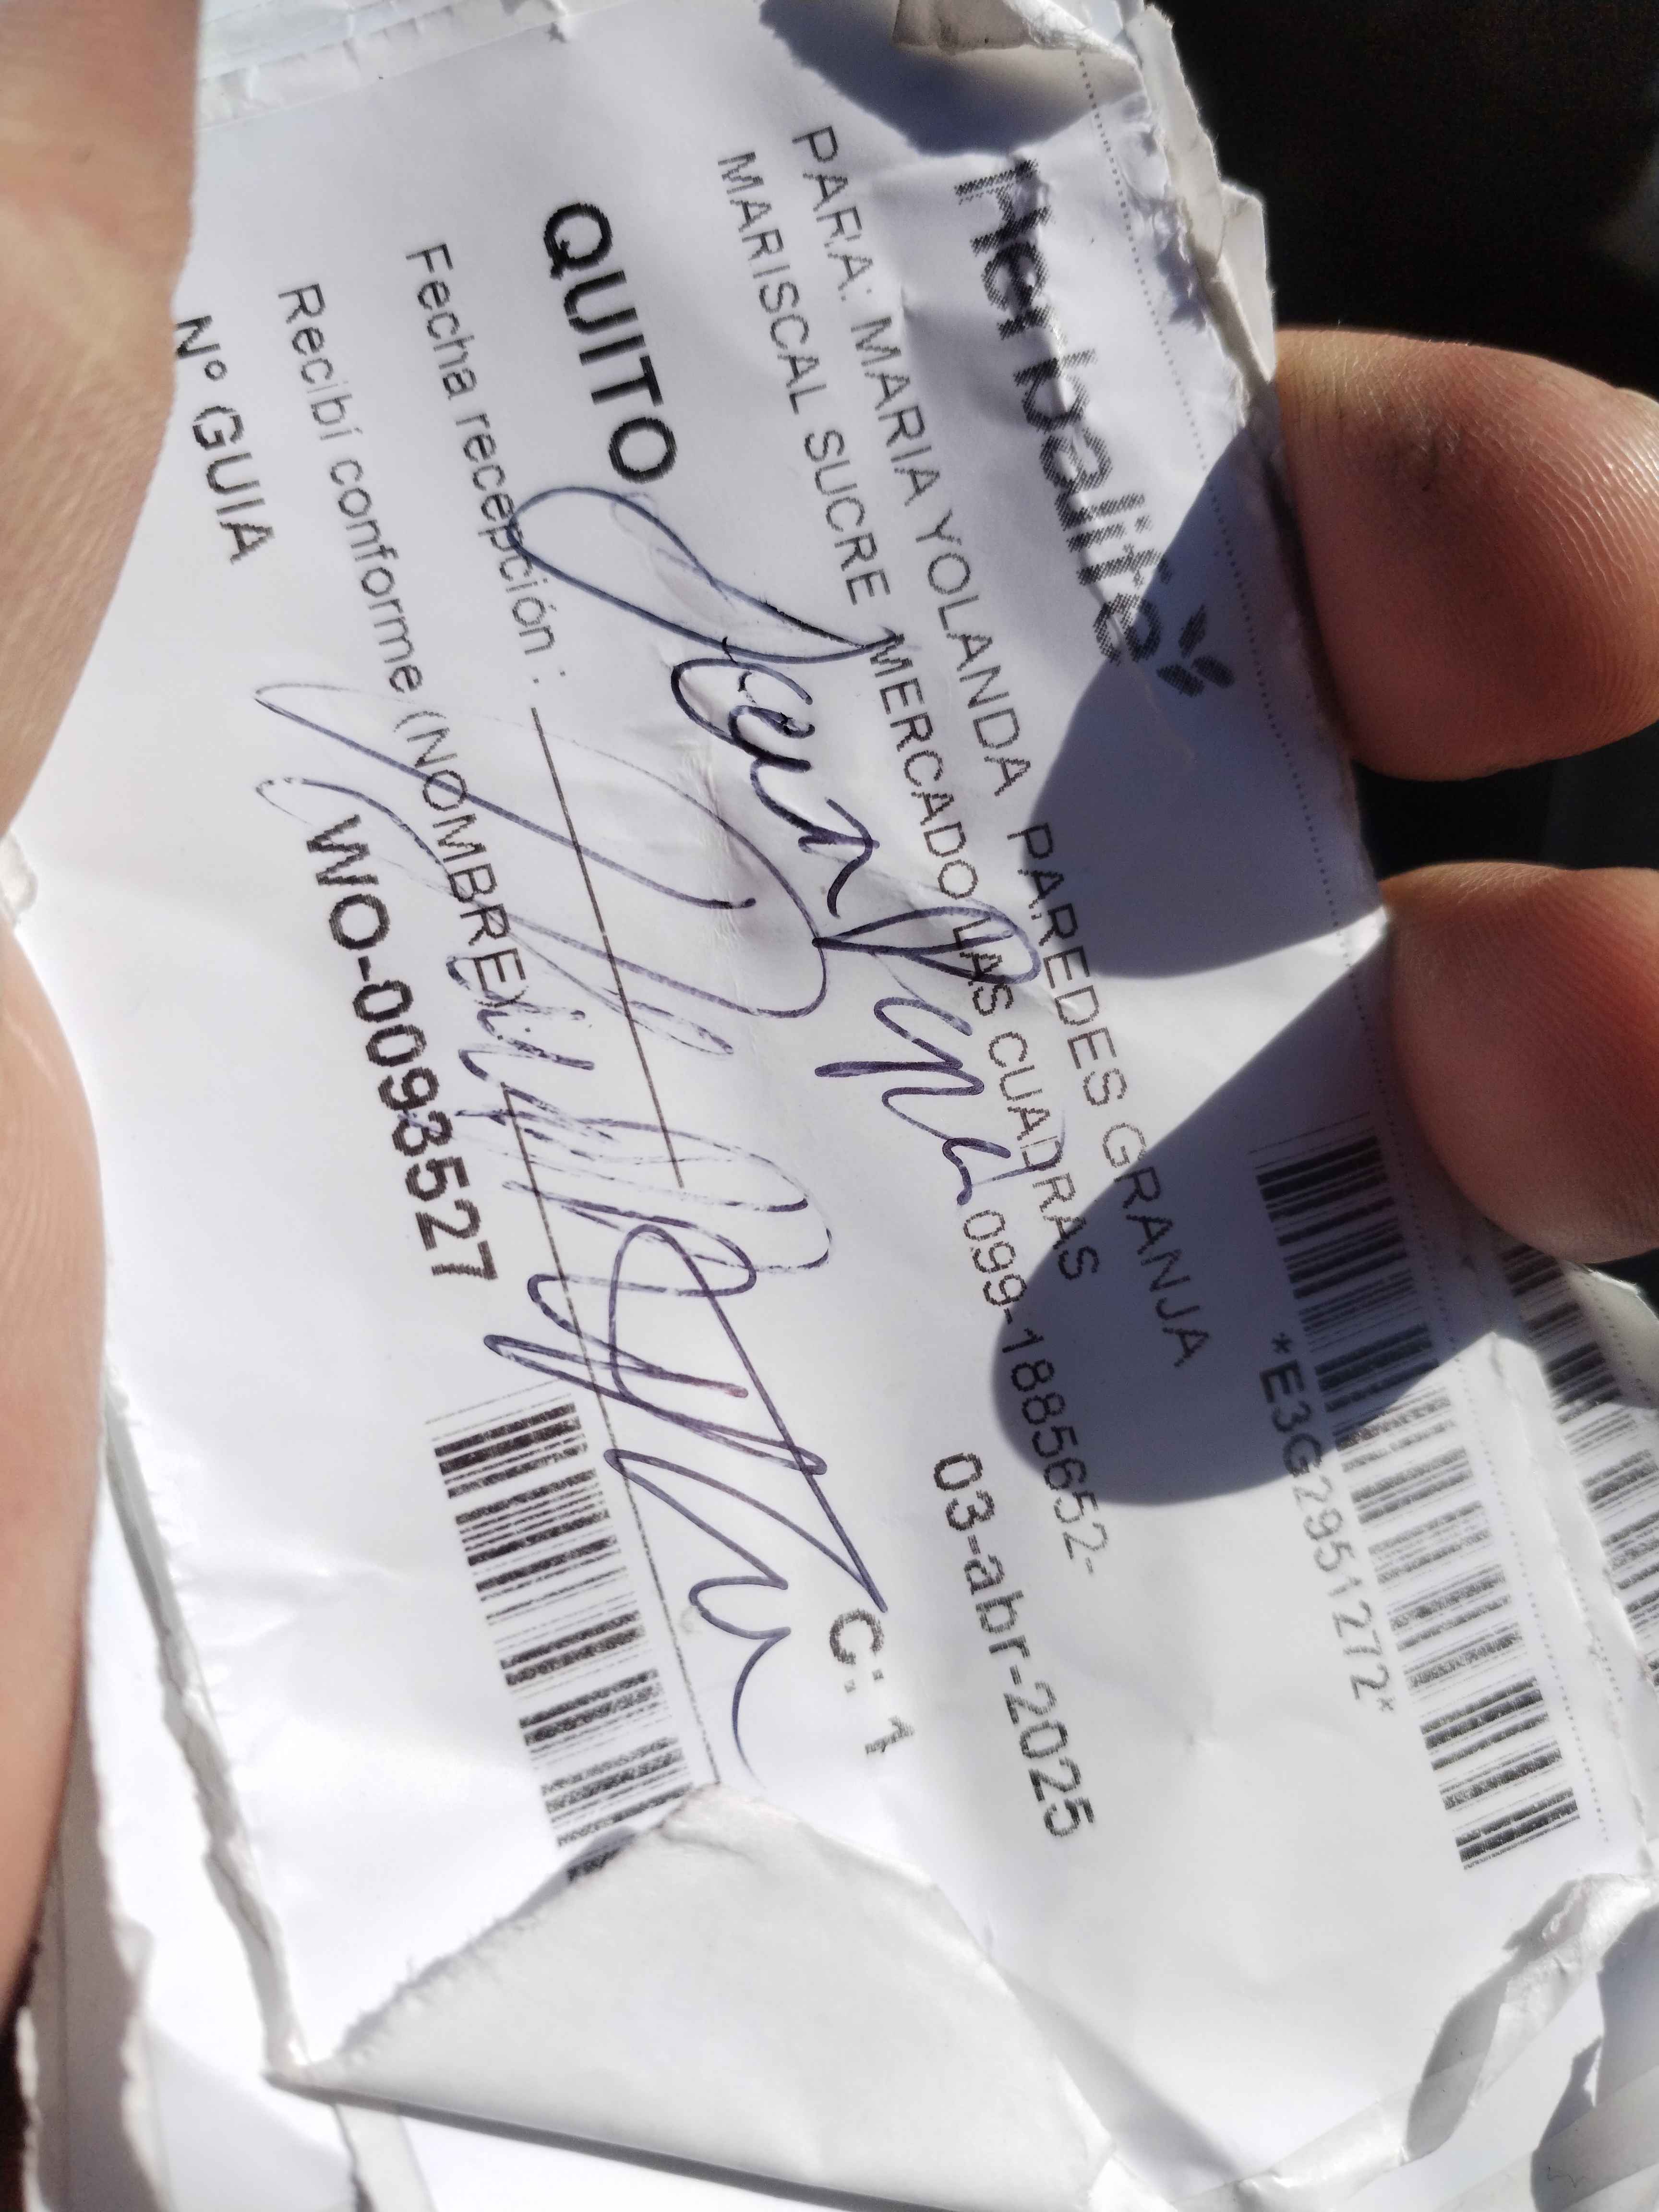 Herbalife
*E3G2951272*
PARA: MARIA YOLANDA PAREDES GRANJA
MARISCAL SUCRE MERCADO LAS CUADRAS
099-1885652-
03-abr-2025
QUITO
C: 1
Fecha recepción :
Recibí conforme (NOMBRE)
Nº GUIA WO-0093527